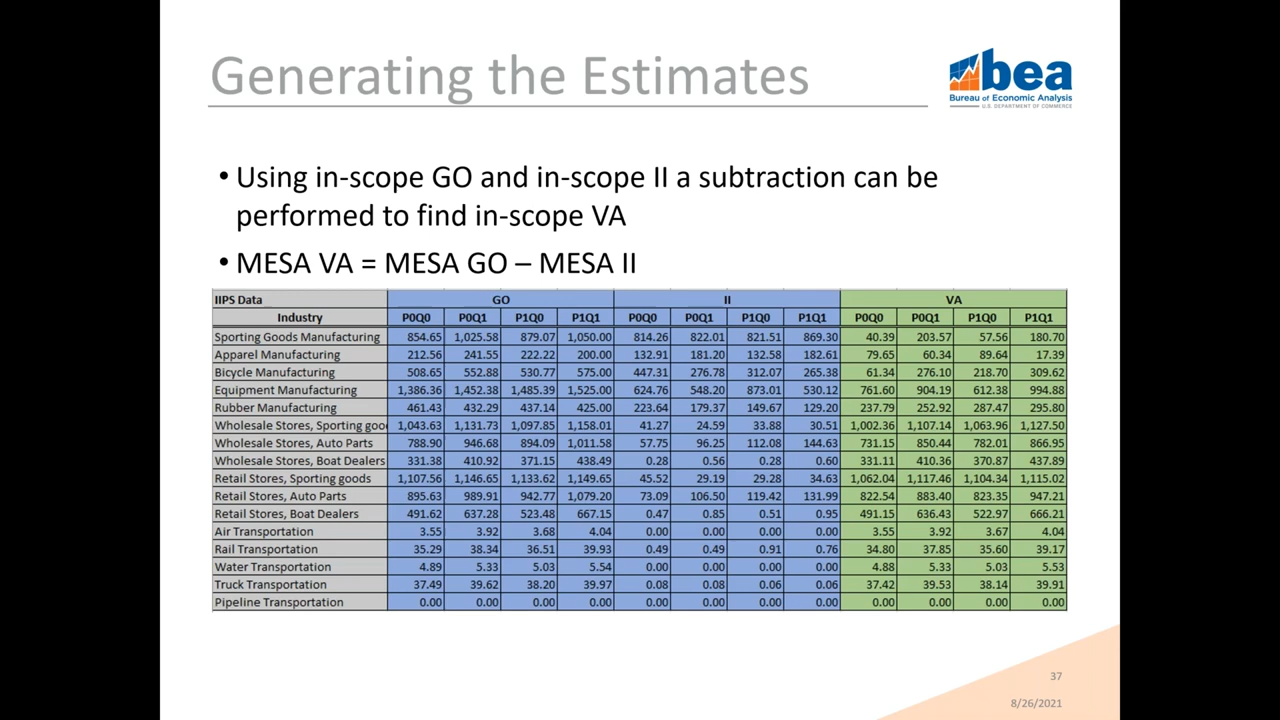 Generating the Estimates
bea
Bureau of Economic Analysis
U.S. DEPARTMENT OF COMMERCE
• Using in-scope GO and in-scope II a subtraction can be
performed to find in-scope VA
• MESA VA = MESA GO – MESA II
IIPS Data GO II VA
Industry P0Q0 P0Q1 P1Q0 P1Q1 P0Q0 P0Q1 P1Q0 P1Q1 P0Q0 P0Q1 P1Q0 P1Q1
Sporting Goods Manufacturing 854.65 1,025.58 879.07 1,050.00 814.26 822.01 821.51 869.30 40.39 203.57 57.56 180.70
Apparel Manufacturing 212.56 241.55 222.22 200.00 132.91 181.20 132.58 182.61 79.65 60.34 89.64 17.39
Bicycle Manufacturing 508.65 552.88 530.77 575.00 447.31 276.78 312.07 265.38 61.34 276.10 218.70 309.62
Equipment Manufacturing 1,386.36 1,452.38 1,485.39 1,525.00 624.76 548.20 873.01 530.12 761.60 904.19 612.38 994.88
Rubber Manufacturing 461.43 432.29 437.14 425.00 223.64 179.37 149.67 129.20 237.79 252.92 287.47 295.80
Wholesale Stores, Sporting goo 1,043.63 1,131.73 1,097.85 1,158.01 41.27 24.59 33.88 30.51 1,002.36 1,107.14 1,063.96 1,127.50
Wholesale Stores, Auto Parts 788.90 946.68 894.09 1,011.58 57.75 96.25 112.08 144.63 731.15 850.44 782.01 866.95
Wholesale Stores, Boat Dealers 331.38 410.92 371.15 438.49 0.28 0.56 0.28 0.60 331.11 410.36 370.87 437.89
Retail Stores, Sporting goods 1,107.56 1,146.65 1,133.62 1,149.65 45.52 29.19 29.28 34.63 1,062.04 1,117.46 1,104.34 1,115.02
Retail Stores, Auto Parts 895.63 989.91 942.77 1,079.20 73.09 106.50 119.42 131.99 822.54 883.40 823.35 947.21
Retail Stores, Boat Dealers 491.62 637.28 523.48 667.15 0.47 0.85 0.51 0.95 491.15 636.43 522.97 666.21
Air Transportation 3.55 3.92 3.68 4.04 0.00 0.00 0.00 0.00 3.55 3.92 3.67 4.04
Rail Transportation 35.29 38.34 36.51 39.93 0.49 0.49 0.91 0.76 34.80 37.85 35.60 39.17
Water Transportation 4.89 5.33 5.03 5.54 0.00 0.00 0.00 0.00 4.88 5.33 5.03 5.53
Truck Transportation 37.49 39.62 38.20 39.97 0.08 0.08 0.06 0.06 37.42 39.53 38.14 39.91
Pipeline Transportation 0.00 0.00 0.00 0.00 0.00 0.00 0.00 0.00 0.00 0.00 0.00 0.00
37
8/26/2021